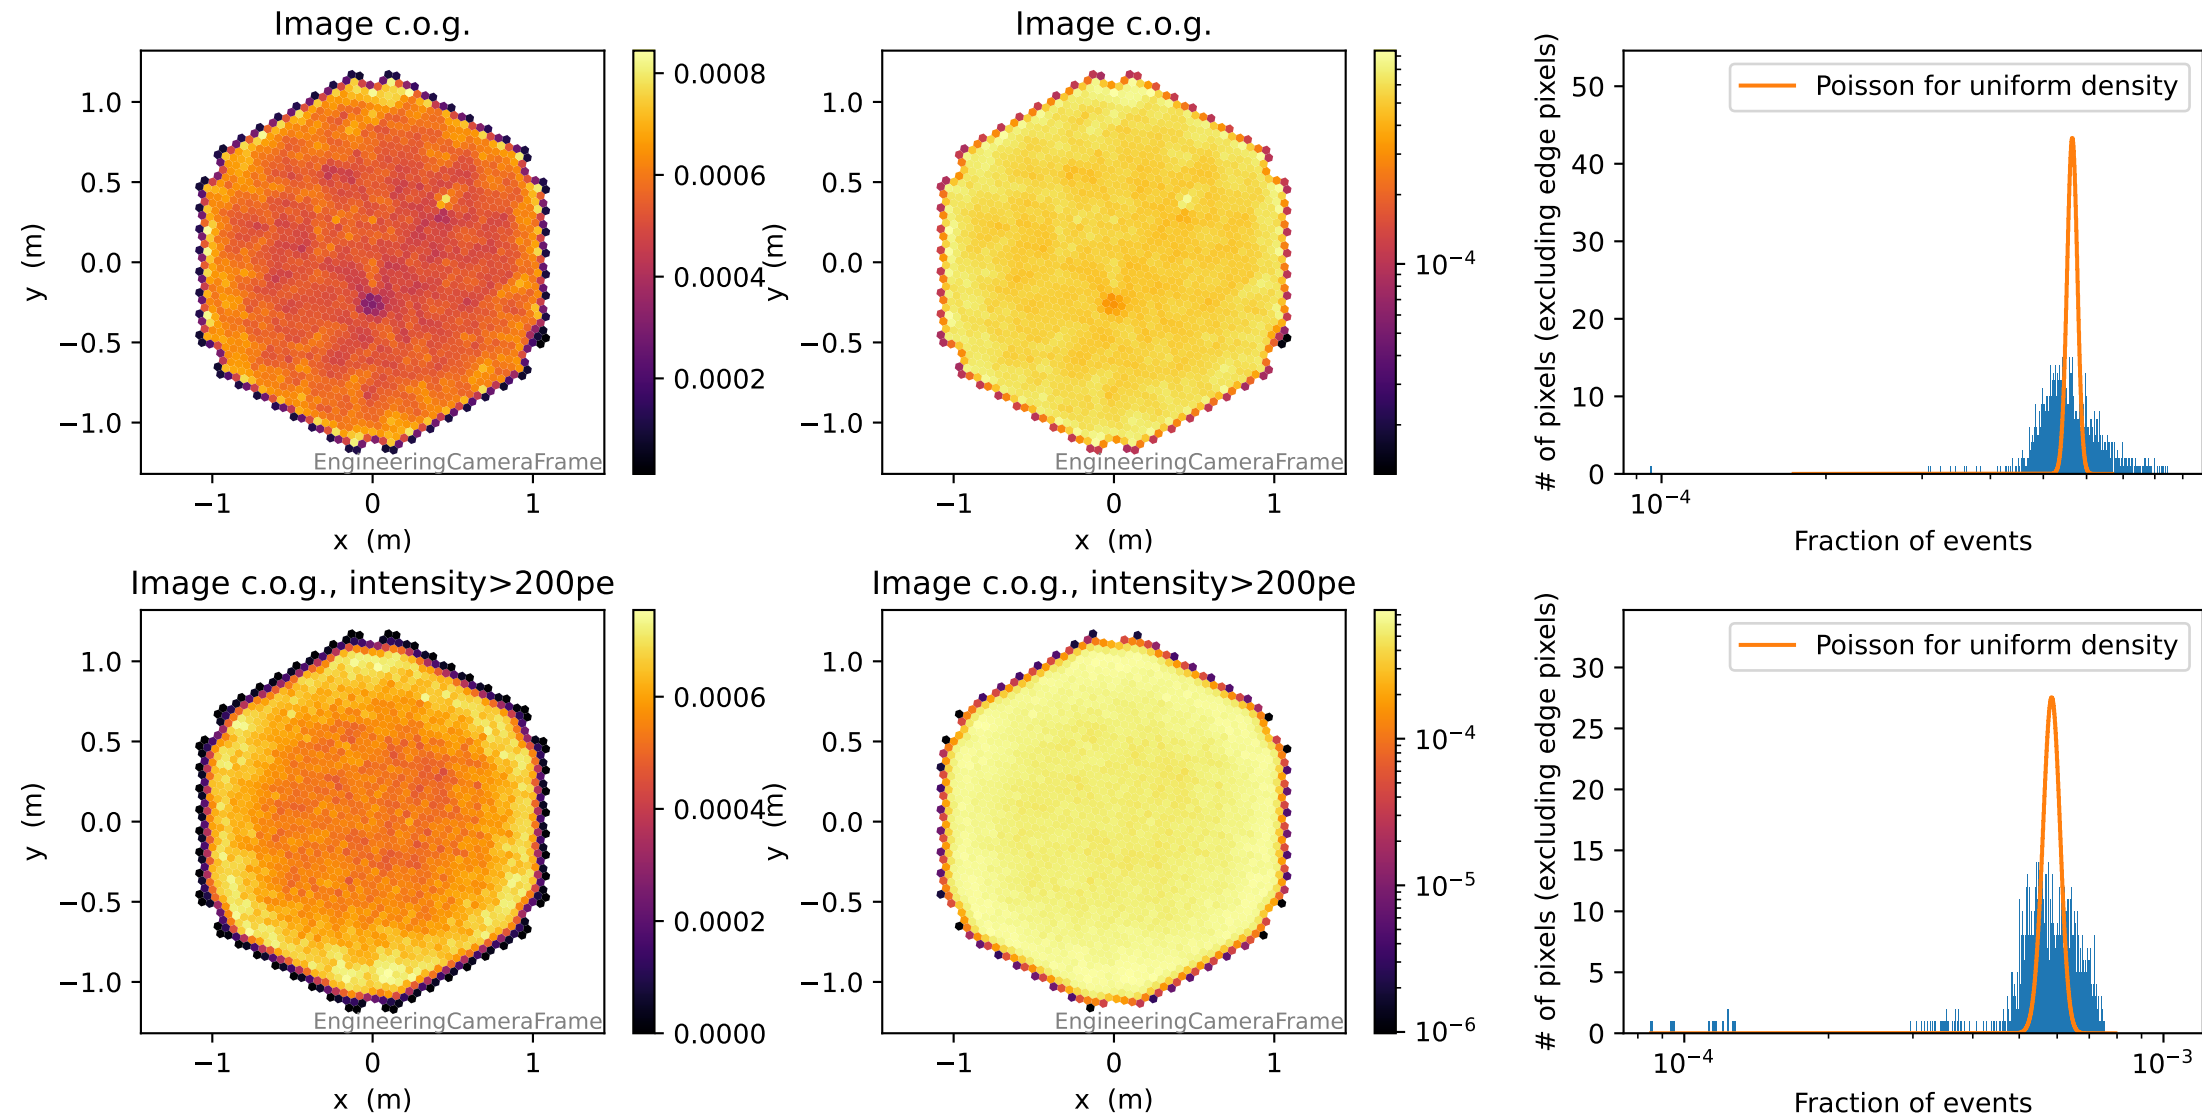 Image c.o.g.
1.0
0.5
0.0
−0.5
−1.0
y (m)
−1
0
1
x (m)
EngineeringCameraFrame
0.0008
0.0006
0.0004
0.0002
Image c.o.g.
1.0
0.5
0.0
−0.5
−1.0
y (m)
−1
0
1
x (m)
EngineeringCameraFrame
10⁻⁴
# of pixels (excluding edge pixels)
50
40
30
20
10
0
Poisson for uniform density
10⁻⁴
Fraction of events
Image c.o.g., intensity>200pe
1.0
0.5
0.0
−0.5
−1.0
y (m)
−1
0
1
x (m)
EngineeringCameraFrame
0.0006
0.0004
0.0002
0.0000
Image c.o.g., intensity>200pe
1.0
0.5
0.0
−0.5
−1.0
y (m)
−1
0
1
x (m)
EngineeringCameraFrame
10⁻⁴
10⁻⁵
10⁻⁶
# of pixels (excluding edge pixels)
30
25
20
15
10
5
0
Poisson for uniform density
10⁻⁴
10⁻³
Fraction of events